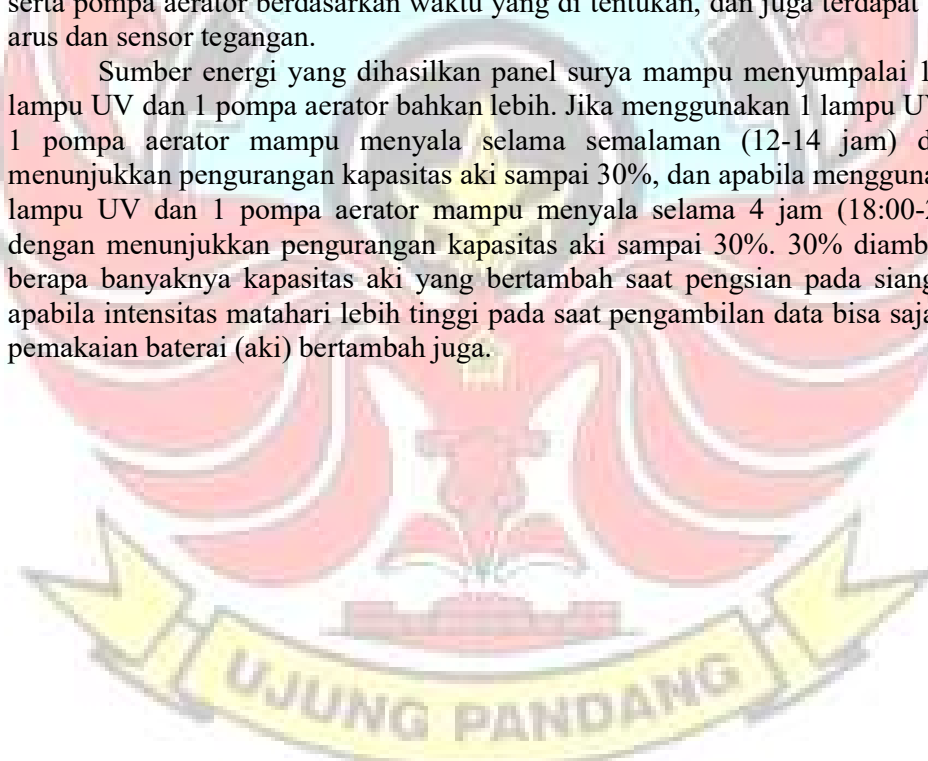 serta pompa aerator berdasarkan waktu yang di tentukan, dan juga terdapat
arus dan sensor tegangan.
Sumber energi yang dihasilkan panel surya mampu menyumpalai 1
lampu UV dan 1 pompa aerator bahkan lebih. Jika menggunakan 1 lampu UV
1 pompa aerator mampu menyala selama semalaman (12-14 jam) d
menunjukkan pengurangan kapasitas aki sampai 30%, dan apabila mengguna
lampu UV dan 1 pompa aerator mampu menyala selama 4 jam (18:00-2
dengan menunjukkan pengurangan kapasitas aki sampai 30%. 30% diamb
berapa banyaknya kapasitas aki yang bertambah saat pengsian pada siang
apabila intensitas matahari lebih tinggi pada saat pengambilan data bisa saja
pemakaian baterai (aki) bertambah juga.
UJUNG PANDANG